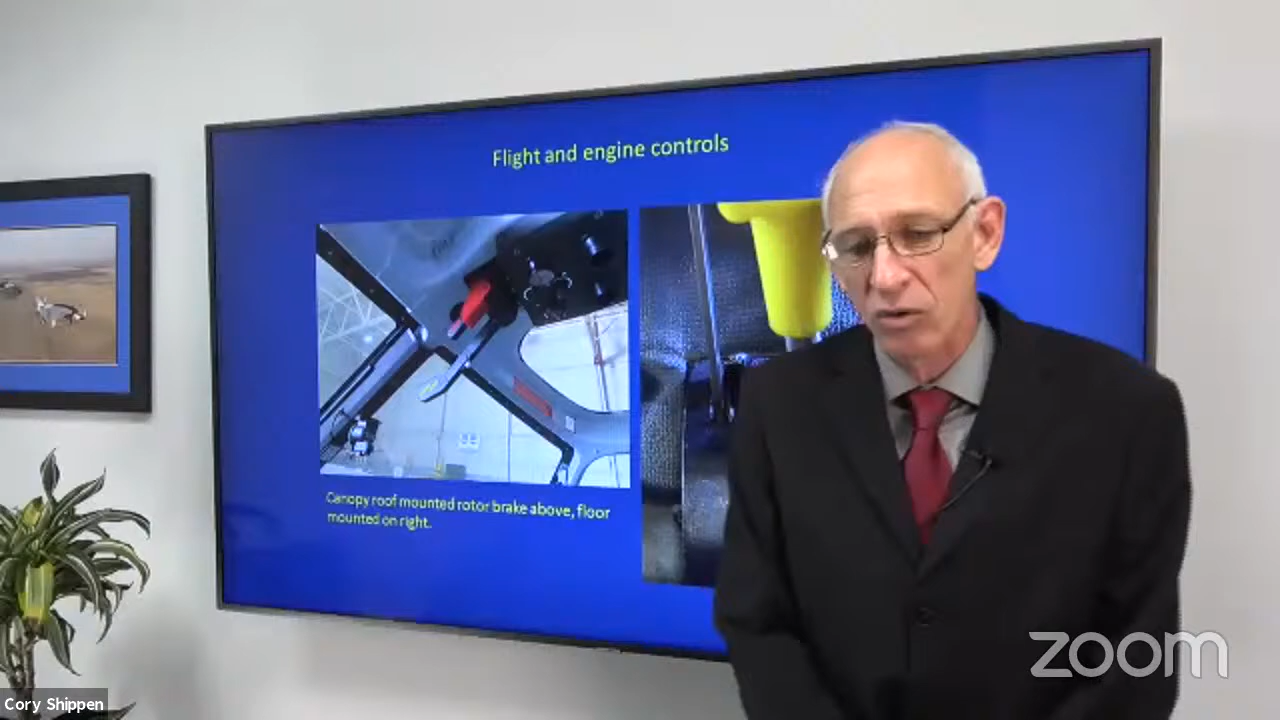 Flight and engine controls
Canopy roof mounted rotor brake above, floor
mounted on right.
zoom
Cory Shippen